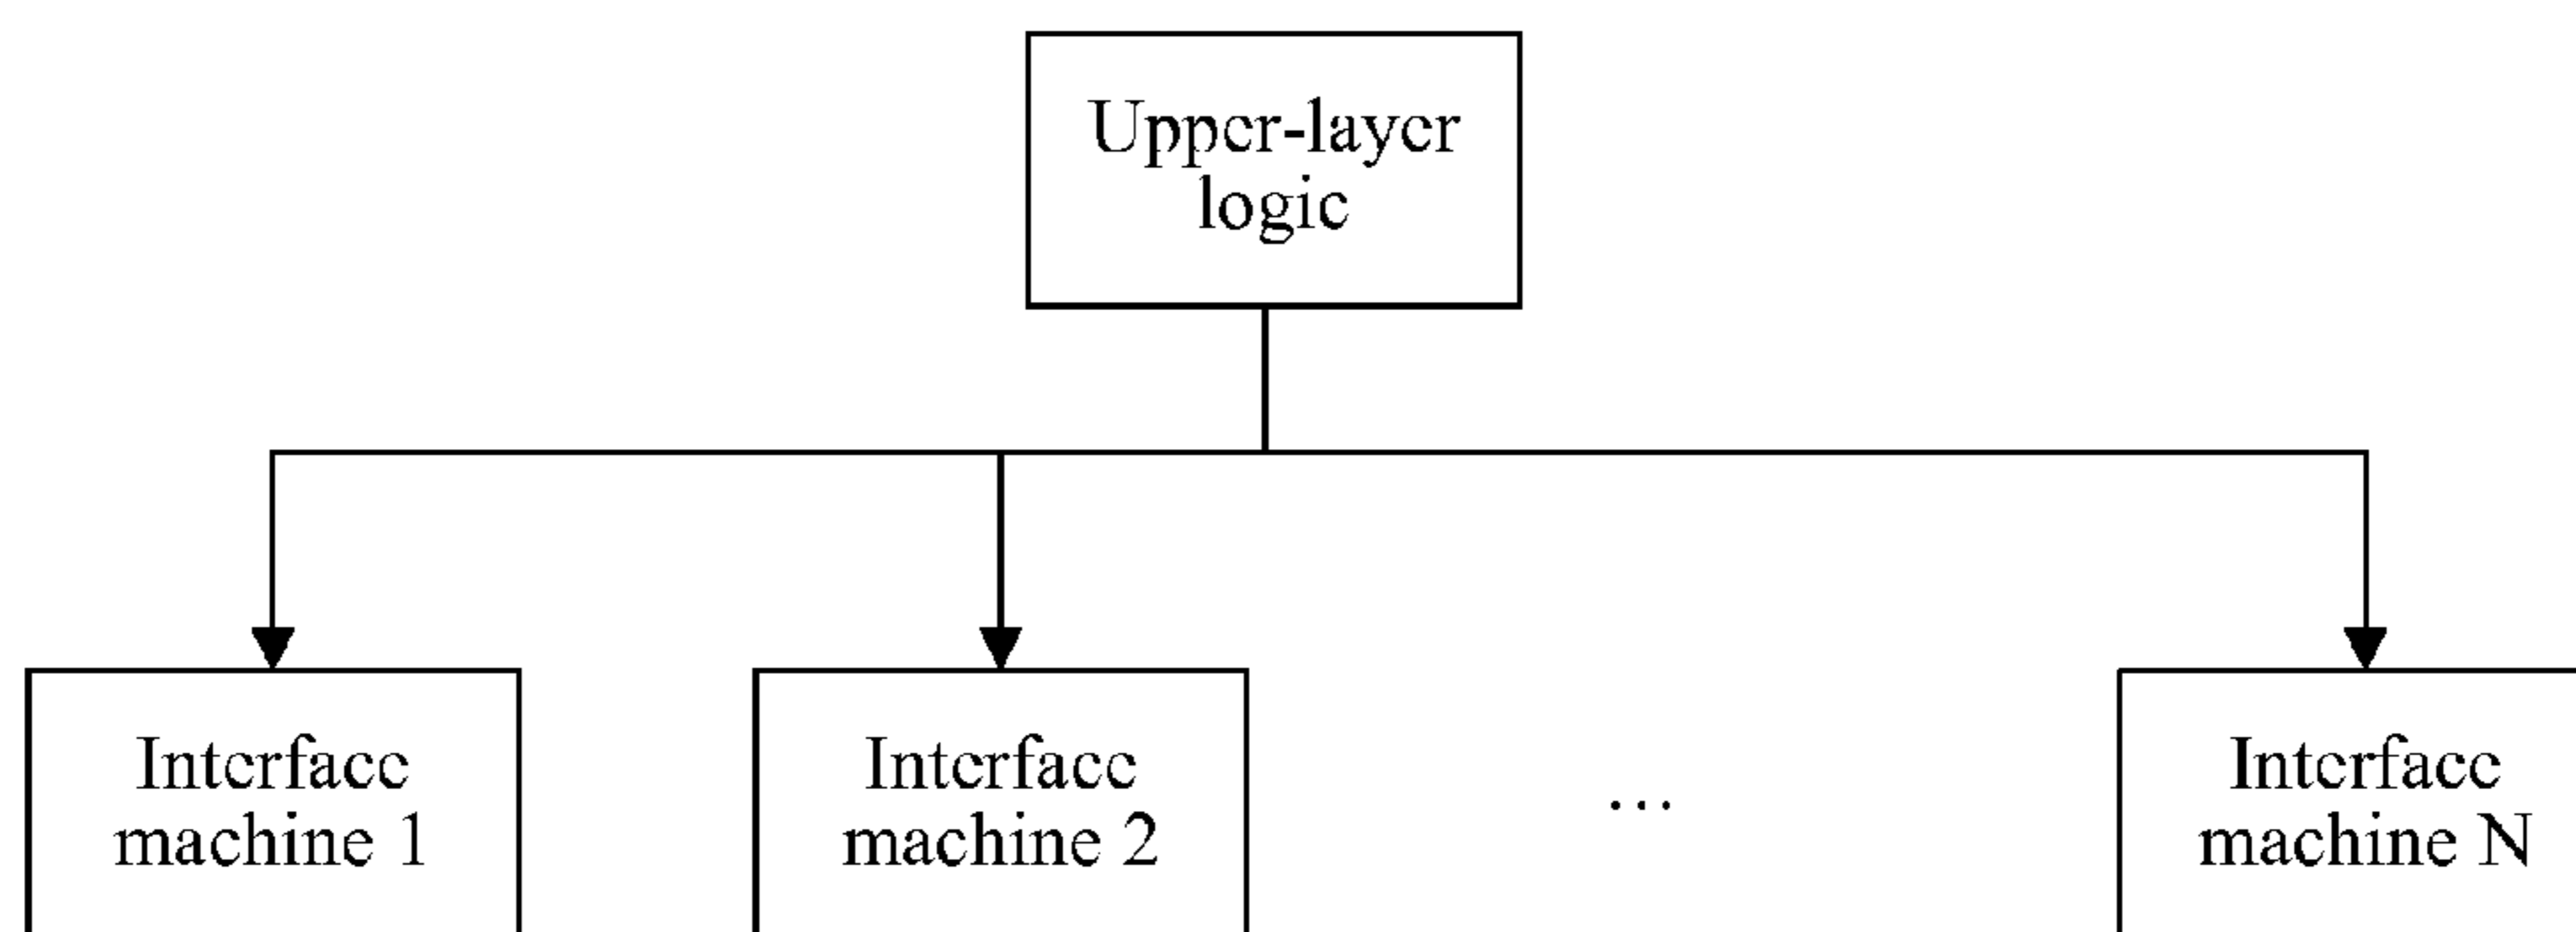 Upper-layer
logic
Interface
machine 1
Interface
machine 2
...
Interface
machine N